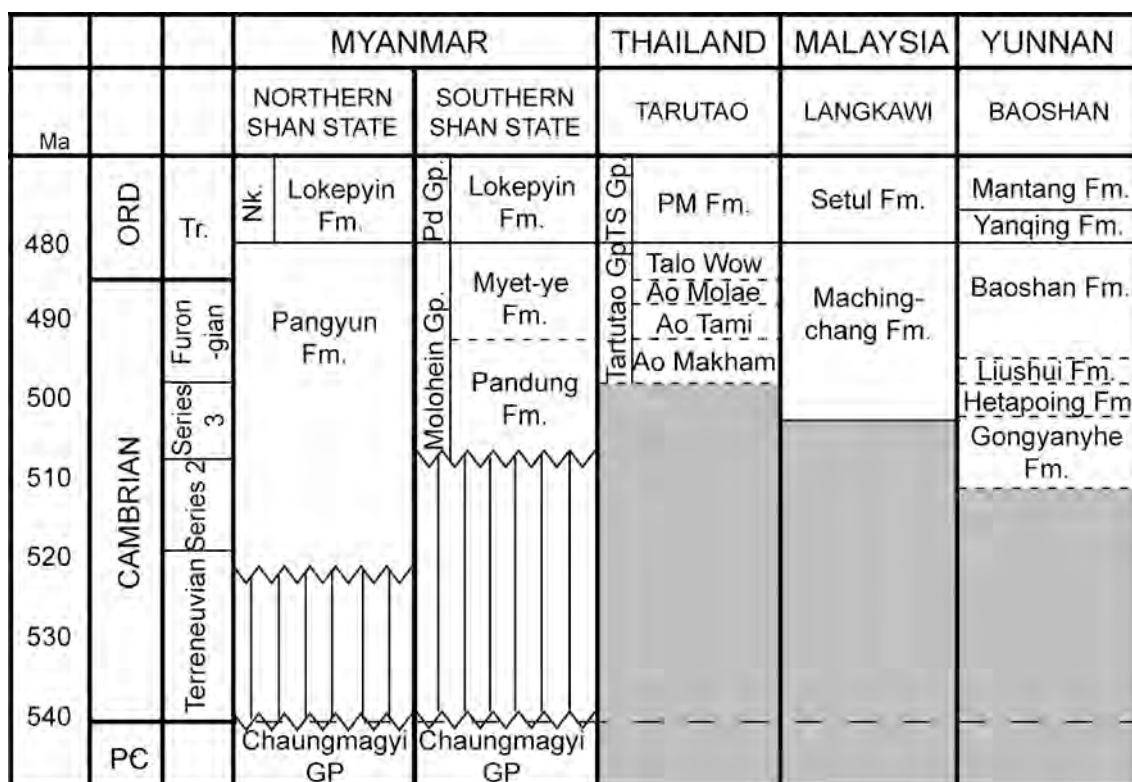 MYANMAR THAILAND MALAYSIA YUNNAN
Ma
NORTHERN
SHAN STATE
SOUTHERN
SHAN STATE
TARUTAO
LANGKAWI
BAOSHAN
480
490
500
510
520
530
540
ORD
CAMBRIAN
PЄ
Tr.
Furon
-gian
Series
3
Series 2
Terreneuvian
Nk.
Lokepyin
Fm.
Pangyun
Fm.
Chaungmagyi
GP
Pd Gp.
Lokepyin
Fm.
Molohein Gp.
Myet-ye
Fm.
Pandung
Fm.
Chaungmagyi
GP
TS Gp.
PM Fm.
Tartutao Gp
Talo Wow
Ao Molae
Ao Tami
Ao Makham
Setul Fm.
Maching-
chang Fm.
Mantang Fm.
Yanqing Fm.
Baoshan Fm.
Liushui Fm.
Hetapoing Fm
Gongyanyhe
Fm.